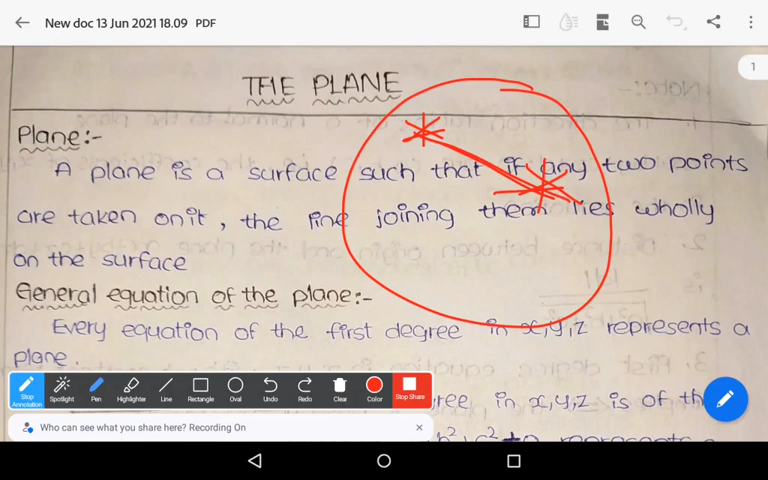 New doc 13 Jun 2021 18.09 PDF
1
THE PLANE
Plane:-
A plane is a surface such that if any two points
are taken on it, the line joining them lies wholly
on the surface
General equation of the plane:-
Every equation of the first degree in x,y,z represents a
plane.
ree in x,y,z is of th
Stop Annotation Spotlight Pen Highlighter Line Rectangle Oval Undo Redo Clear Color Stop Share
Who can see what you share here? Recording On